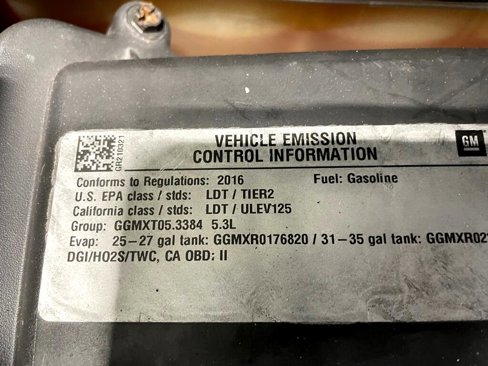 VEHICLE EMISSION
CONTROL INFORMATION
GM
GR210321
Conforms to Regulations: 2016 Fuel: Gasoline
U.S. EPA class / stds: LDT / TIER2
California class / stds: LDT / ULEV125
Group: GGMXT05.3384 5.3L
Evap: 25-27 gal tank: GGMXR0176820 / 31-35 gal tank:
DGI/HO2S/TWC, CA OBD: II